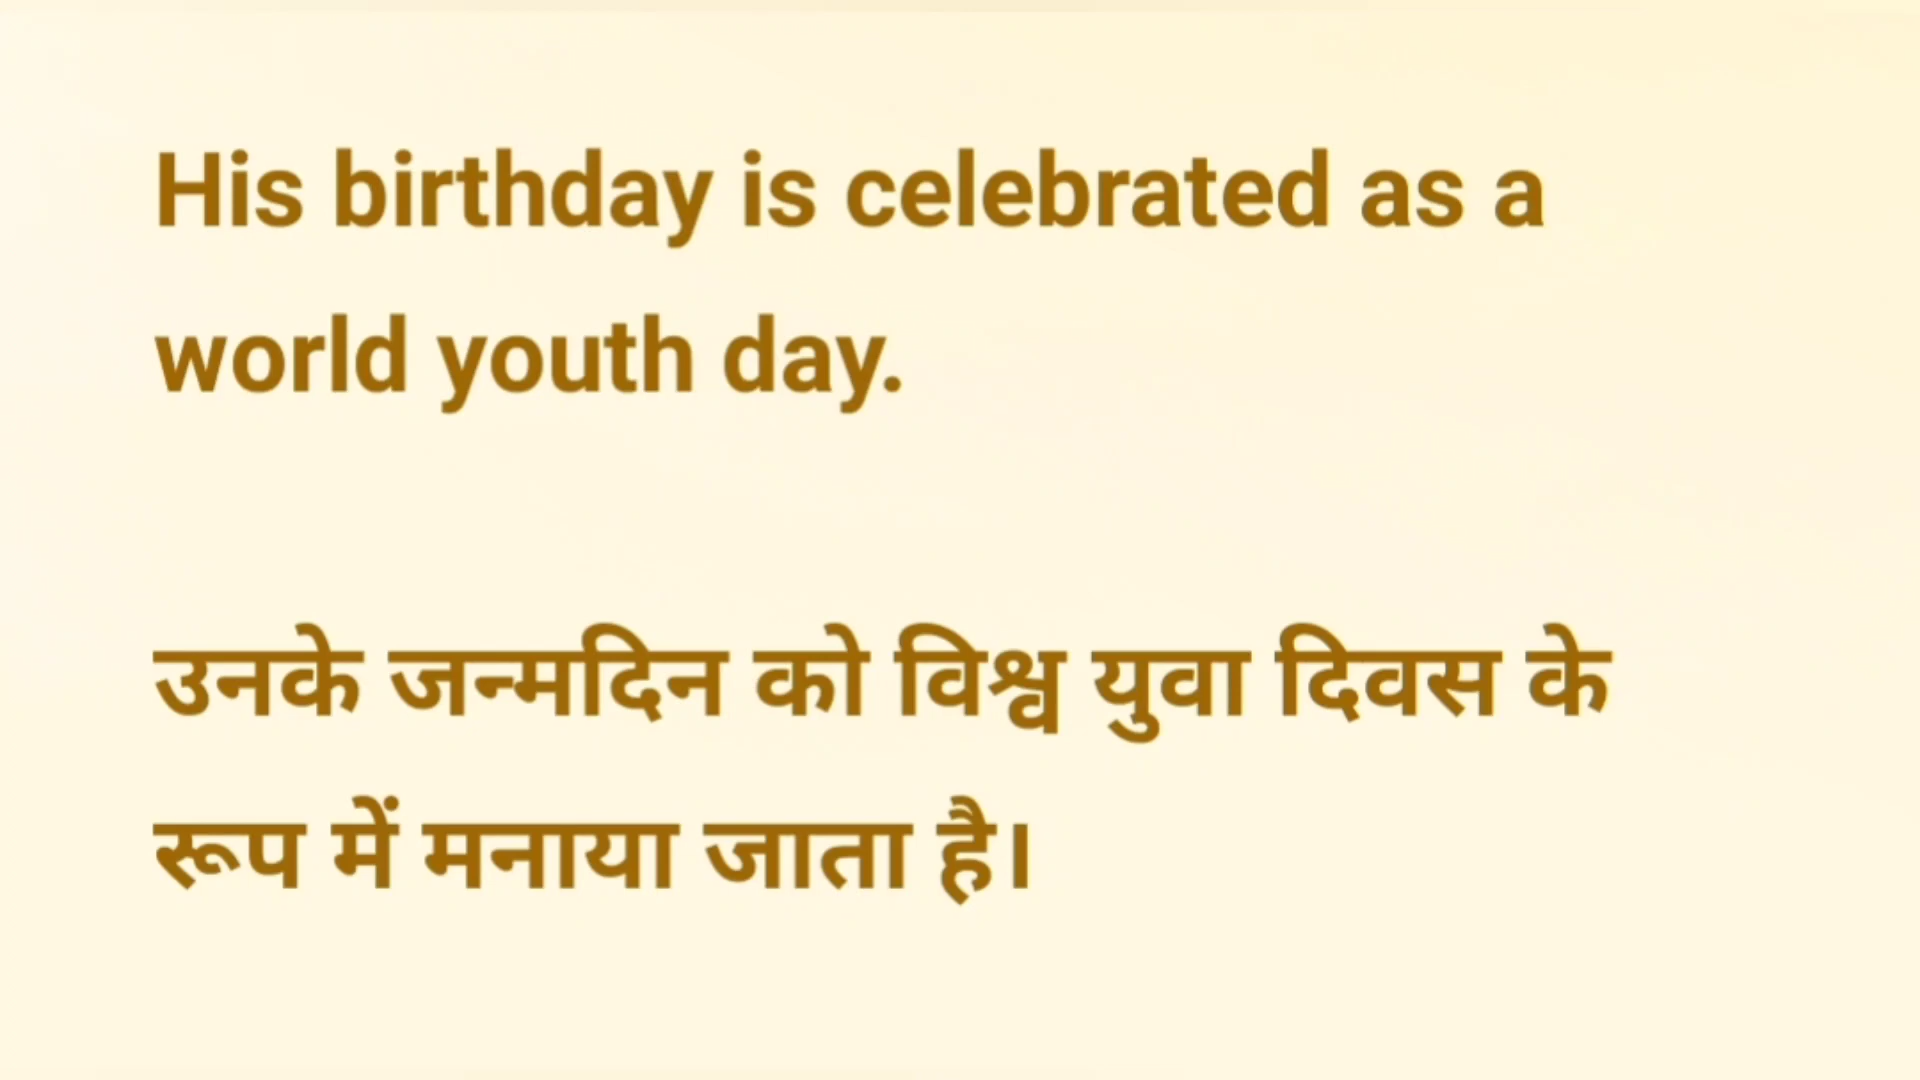 His birthday is celebrated as a
world youth day.
उनके जन्मदिन को विश्व युवा दिवस के
रूप में मनाया जाता है।